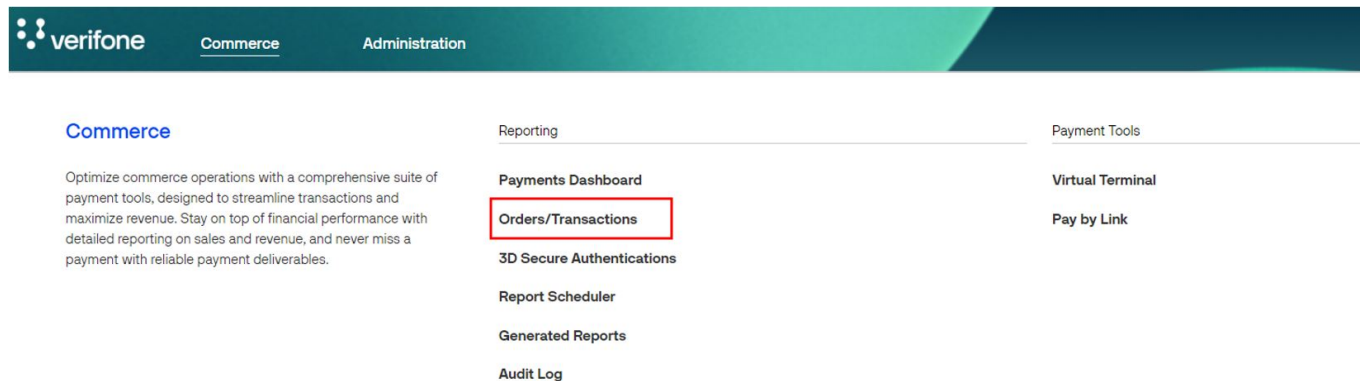 verifone
Commerce
Administration
Commerce
Optimize commerce operations with a comprehensive suite of
payment tools, designed to streamline transactions and
maximize revenue. Stay on top of financial performance with
detailed reporting on sales and revenue, and never miss a
payment with reliable payment deliverables.
Reporting
Payments Dashboard
Orders/Transactions
3D Secure Authentications
Report Scheduler
Generated Reports
Audit Log
Payment Tools
Virtual Terminal
Pay by Link